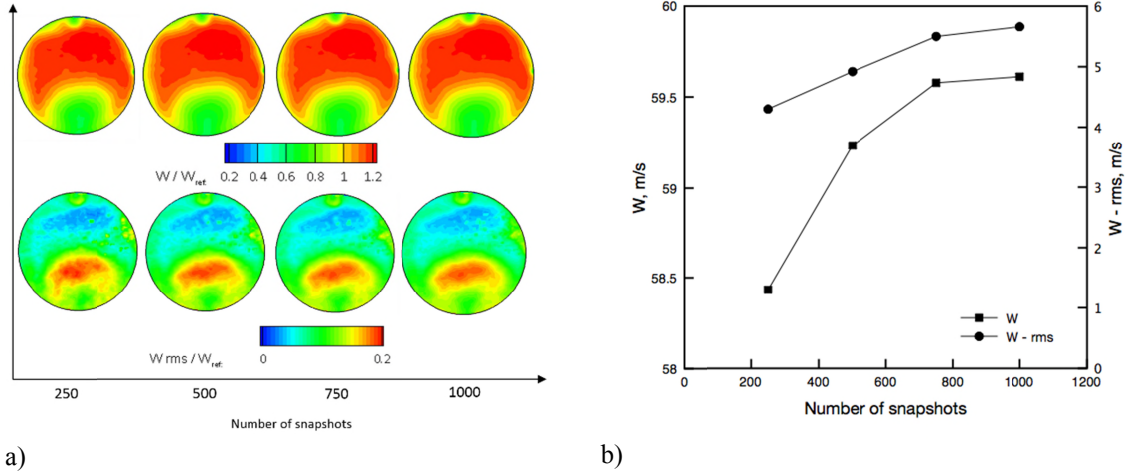 W / W ref.
0.2 0.4 0.6 0.8 1 1.2
W rms / W ref.
0 0.2
250 500 750 1000
Number of snapshots
a)
60
59.5
59
58.5
58
W, m/s
0 200 400 600 800 1000 1200
Number of snapshots
6
5
4
3
2
1
0
W - rms, m/s
W
W - rms
b)